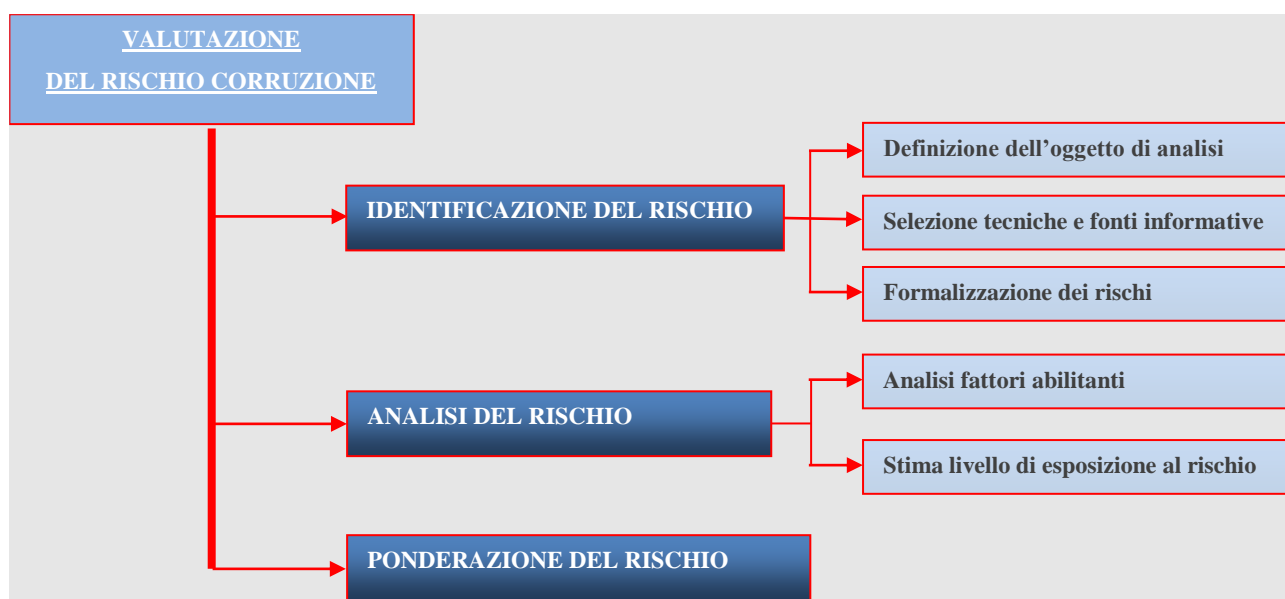 VALUTAZIONE
DEL RISCHIO CORRUZIONE
IDENTIFICAZIONE DEL RISCHIO
Definizione dell’oggetto di analisi
Selezione tecniche e fonti informative
Formalizzazione dei rischi
ANALISI DEL RISCHIO
Analisi fattori abilitanti
Stima livello di esposizione al rischio
PONDERAZIONE DEL RISCHIO